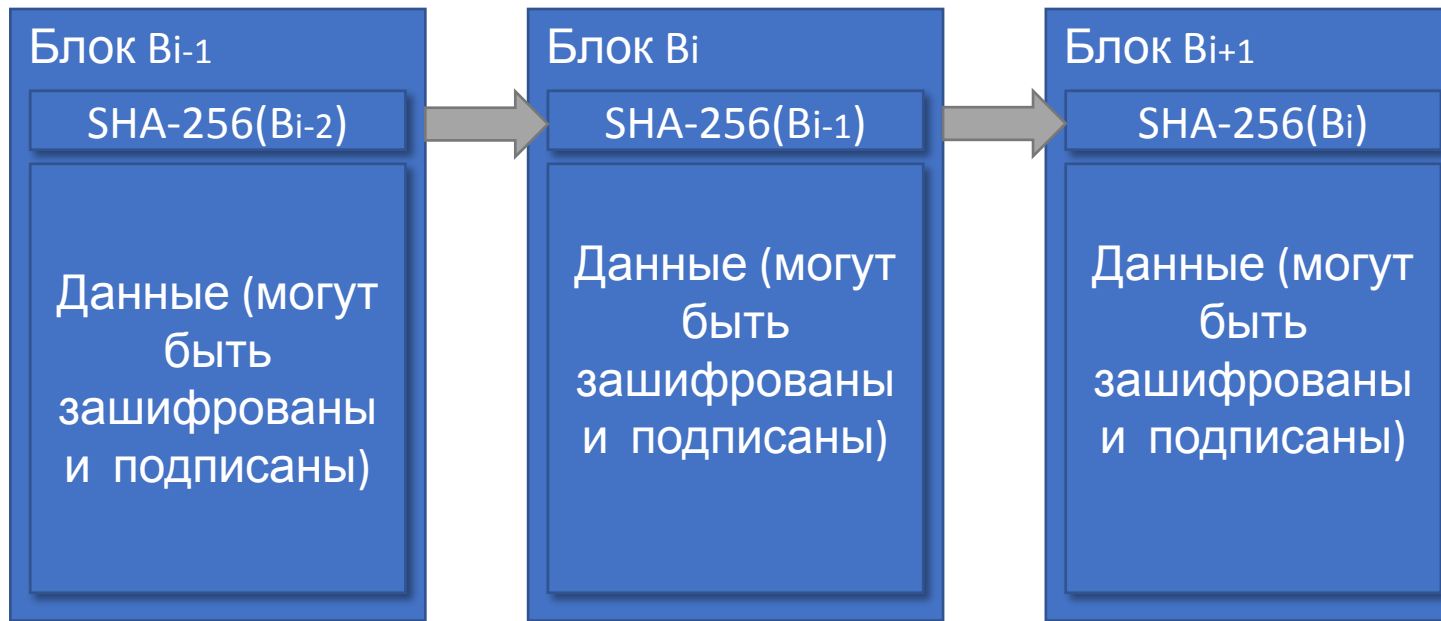 Блок Bi-1
SHA-256(Bi-2)
Данные (могут
быть
зашифрованы
и подписаны)
Блок Bi
SHA-256(Bi-1)
Данные (могут
быть
зашифрованы
и подписаны)
Блок Bi+1
SHA-256(Bi)
Данные (могут
быть
зашифрованы
и подписаны)